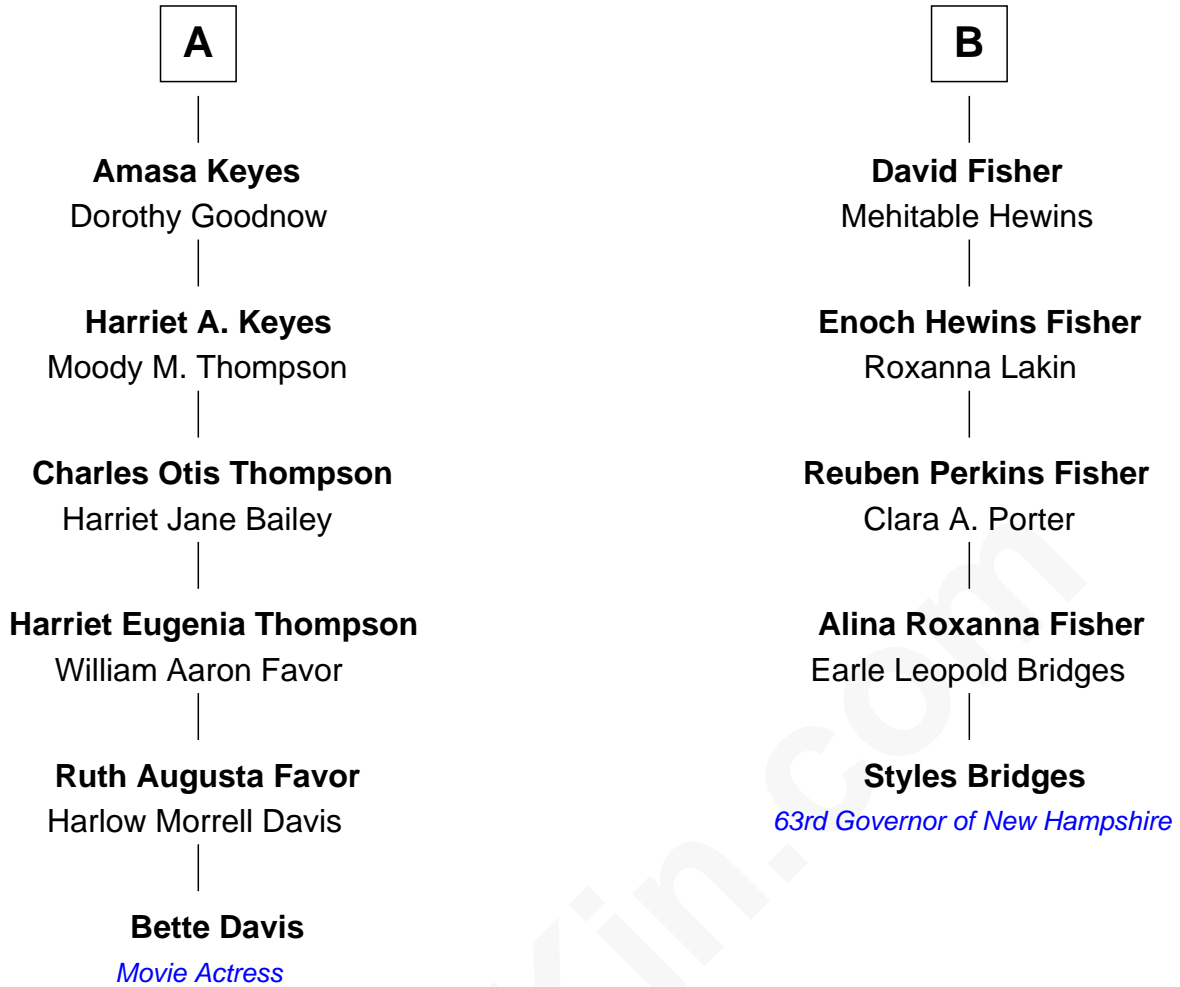 A
Amasa Keyes
Dorothy Goodnow
Harriet A. Keyes
Moody M. Thompson
Charles Otis Thompson
Harriet Jane Bailey
Harriet Eugenia Thompson
William Aaron Favor
Ruth Augusta Favor
Harlow Morrell Davis
Bette Davis
Movie Actress
B
David Fisher
Mehitable Hewins
Enoch Hewins Fisher
Roxanna Lakin
Reuben Perkins Fisher
Clara A. Porter
Alina Roxanna Fisher
Earle Leopold Bridges
Styles Bridges
63rd Governor of New Hampshire